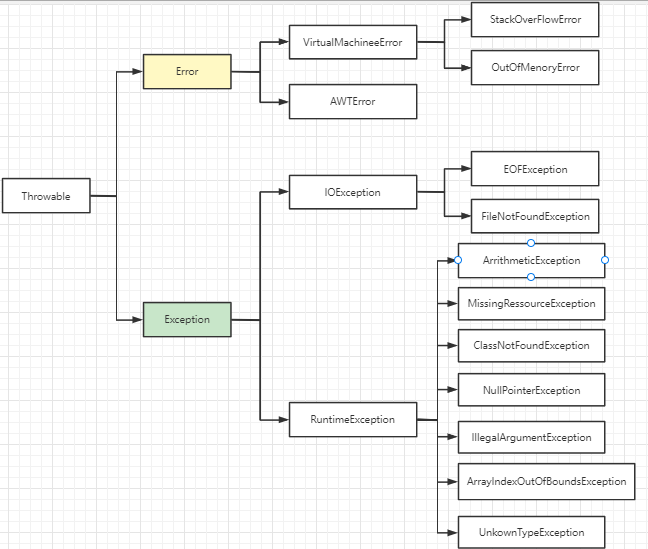 StackOverFlowError
VirtualMachineeError
Error
OutOfMenoryError
AWTError
EOFException
Throwable
IOException
FileNotFoundException
ArrithmeticException
MissingRessourceException
Exception
ClassNotFoundException
NullPointerException
RuntimeException
IllegalArgumentException
ArrayIndexOutOfBoundsException
UnkownTypeException